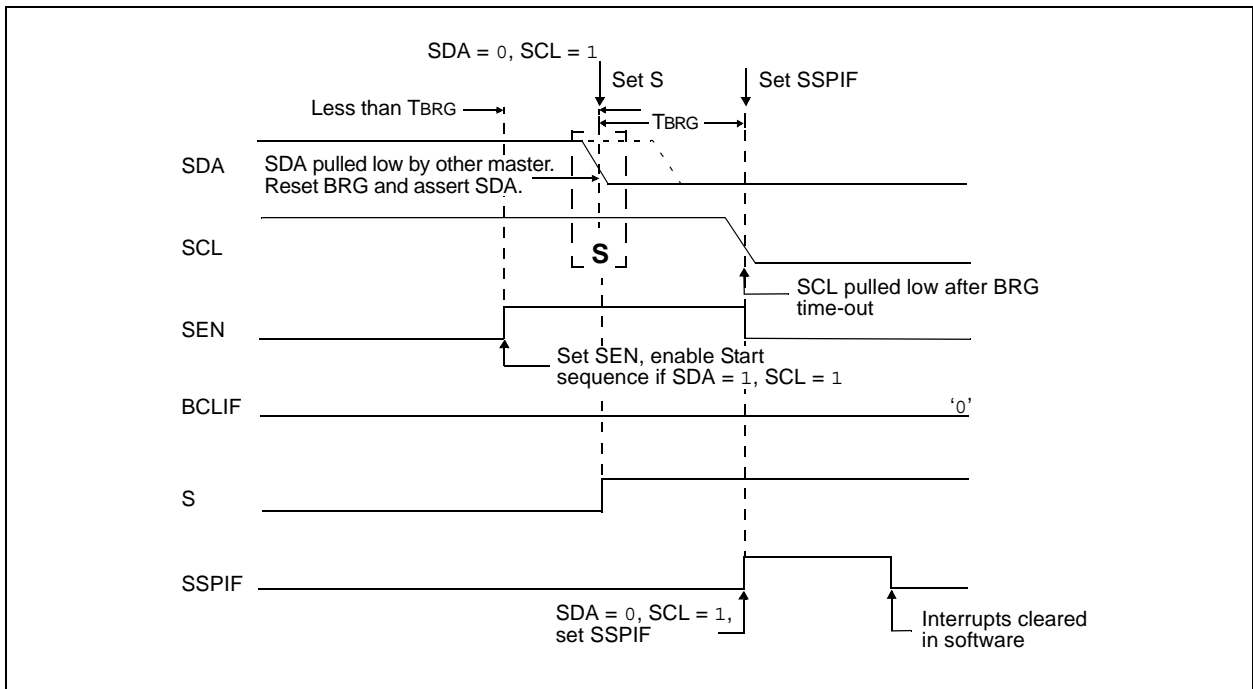 SDA = 0, SCL = 1
Set S
Set SSPIF
Less than TBRG
TBRG
SDA
SDA pulled low by other master.
Reset BRG and assert SDA.
SCL
S
SCL pulled low after BRG
time-out
SEN
Set SEN, enable Start
sequence if SDA = 1, SCL = 1
BCLIF
‘0’
S
SSPIF
SDA = 0, SCL = 1,
set SSPIF
Interrupts cleared
in software